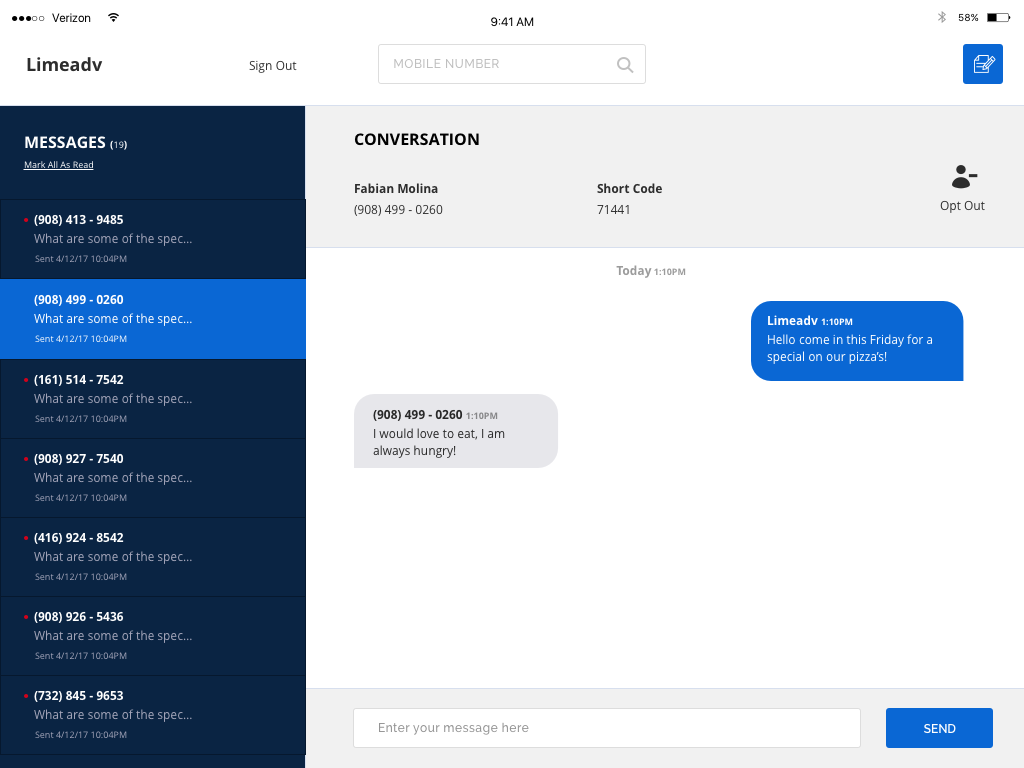 Verizon
9:41 AM
58%
Limeadv
Sign Out
MOBILE NUMBER
MESSAGES (19)
Mark All As Read
(908) 413 - 9485
What are some of the spec...
Sent 4/12/17 10:04PM
(908) 499 - 0260
What are some of the spec...
Sent 4/12/17 10:04PM
(161) 514 - 7542
What are some of the spec...
Sent 4/12/17 10:04PM
(908) 927 - 7540
What are some of the spec...
Sent 4/12/17 10:04PM
(416) 924 - 8542
What are some of the spec...
Sent 4/12/17 10:04PM
(908) 926 - 5436
What are some of the spec...
Sent 4/12/17 10:04PM
(732) 845 - 9653
What are some of the spec...
Sent 4/12/17 10:04PM
CONVERSATION
Fabian Molina
(908) 499 - 0260
Short Code
71441
Opt Out
Today 1:10PM
Limeadv 1:10PM
Hello come in this Friday for a
special on our pizza’s!
(908) 499 - 0260 1:10PM
I would love to eat, I am
always hungry!
Enter your message here
SEND